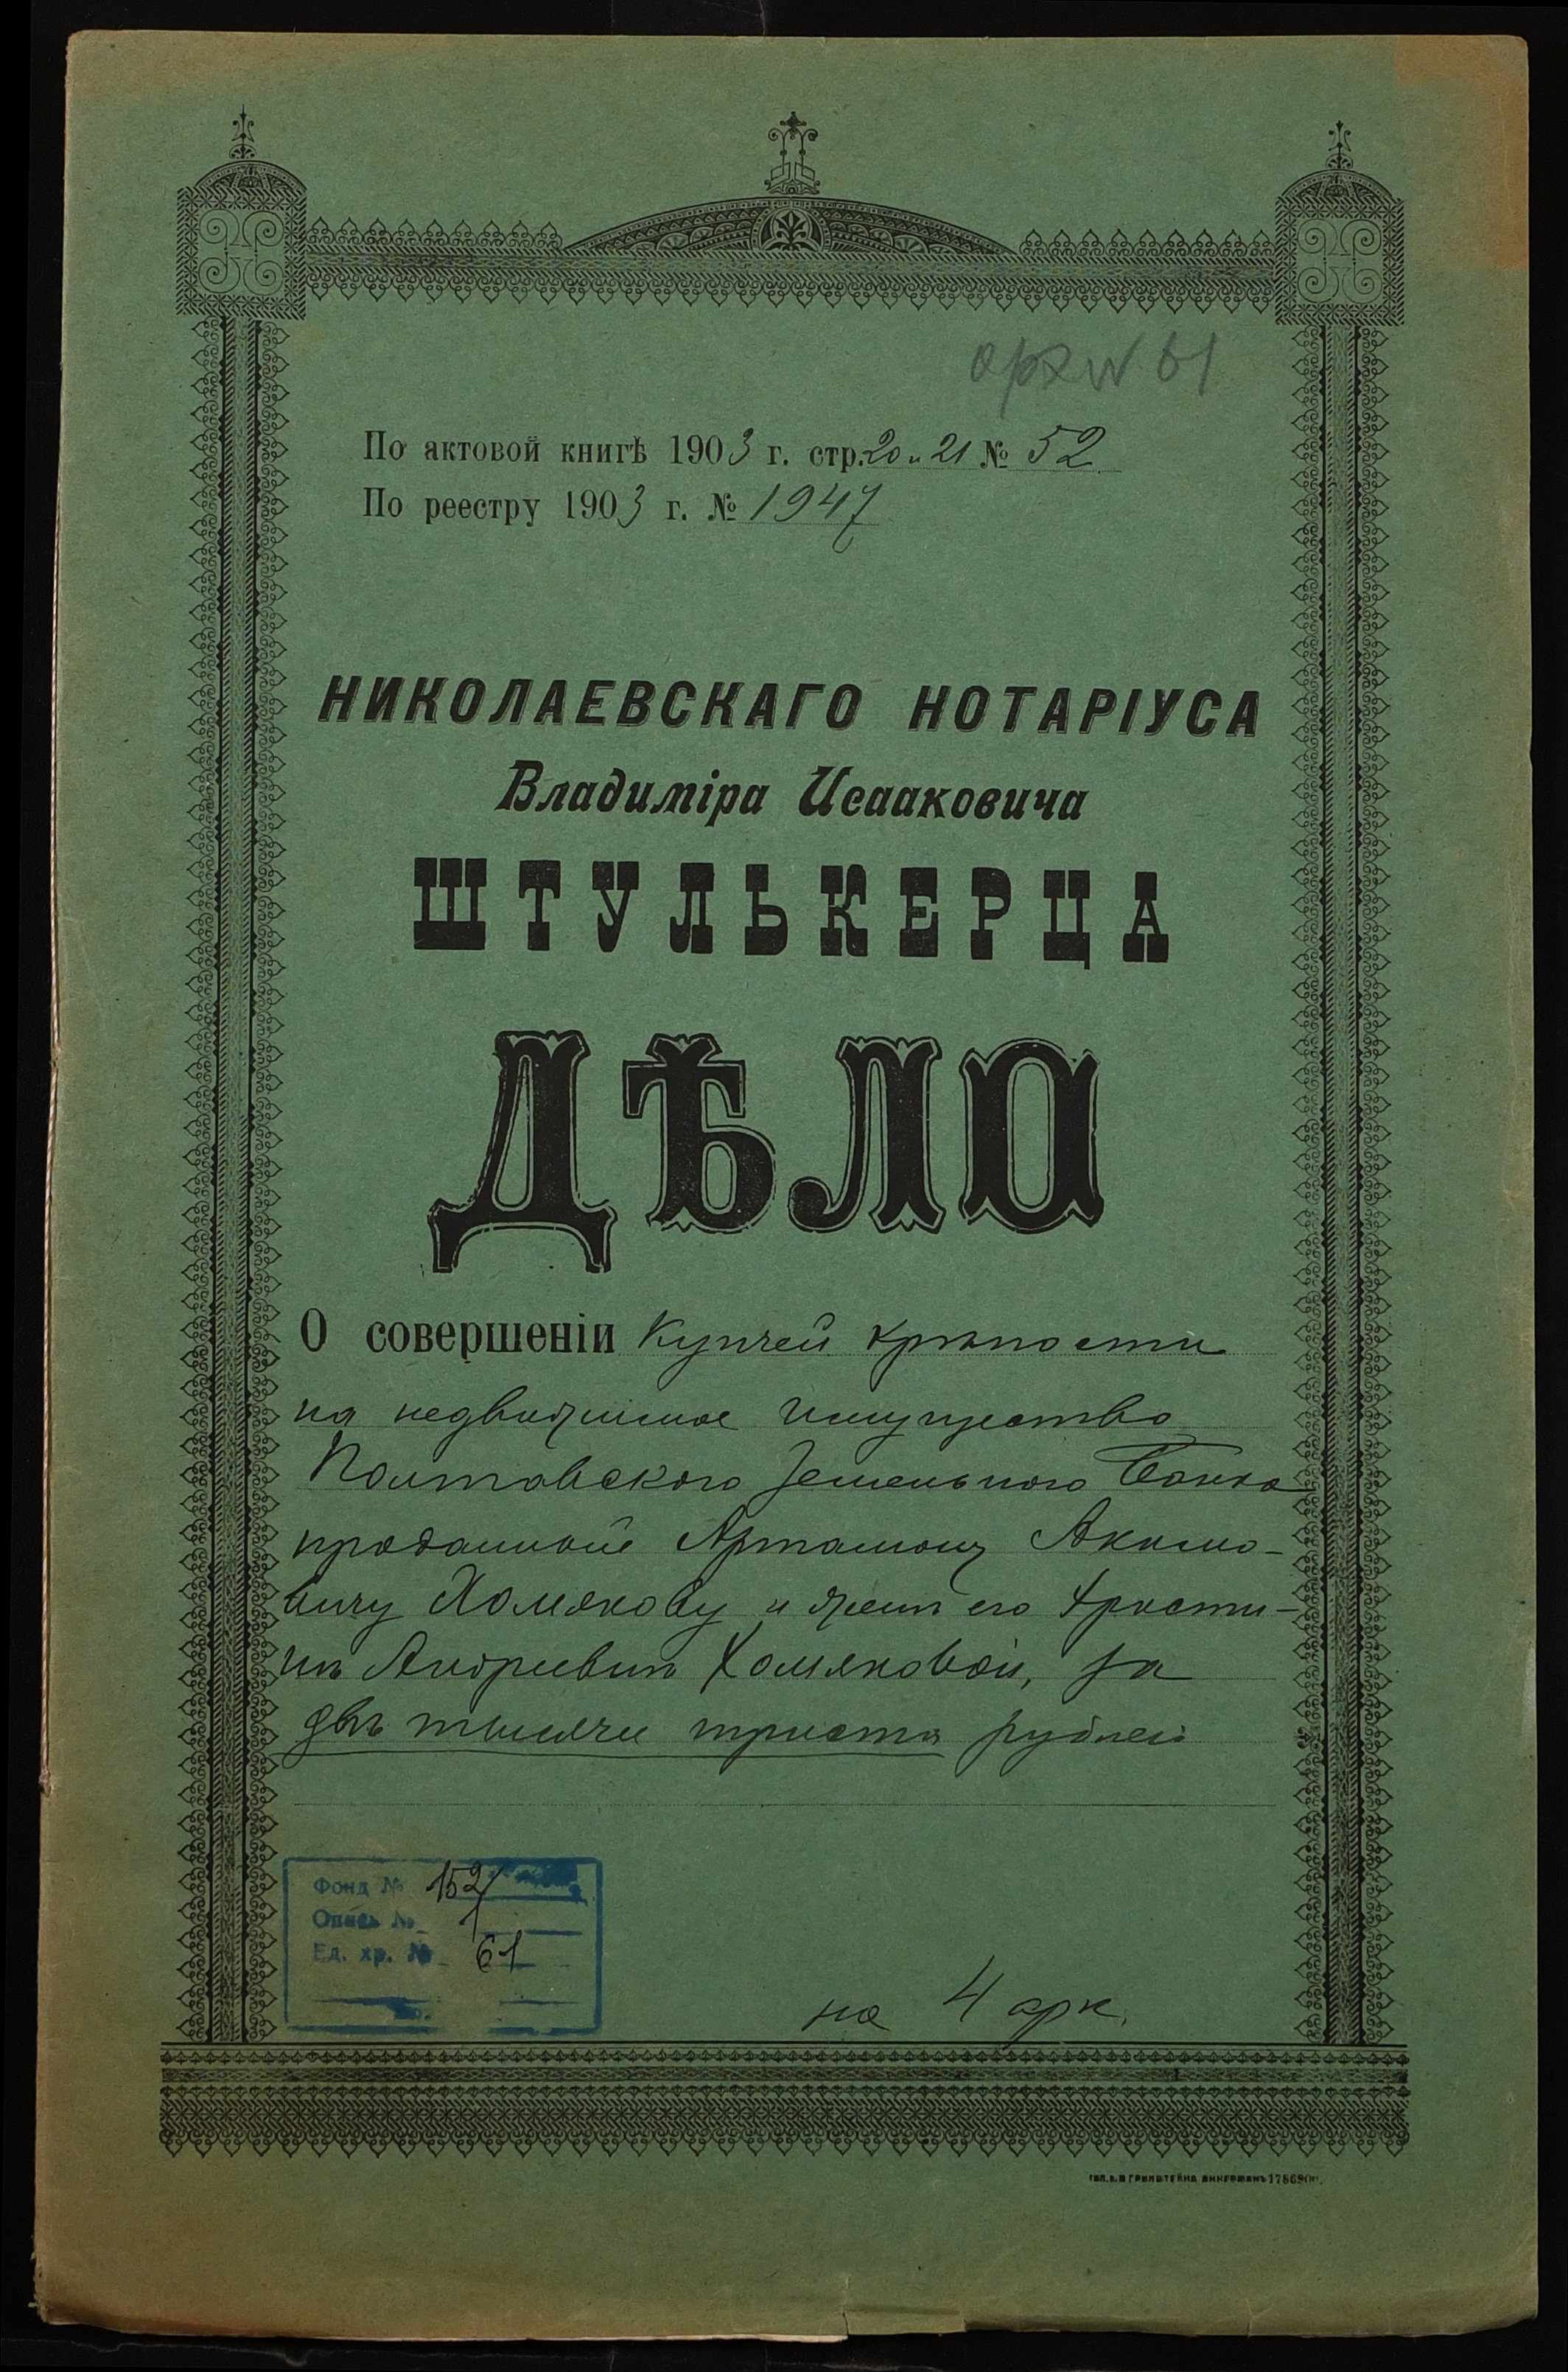 арх № 61
По актовой книгѣ 1903 г. стр. 20 и 21 № 52
По реестру 1903 г. № 1947
НИКОЛАЕВСКАГО НОТАРІУСА
Владиміра Исааковича
ШТУЛЬКЕРЦА
ДѢЛО
О совершеніи Купчей крѣпости
на недвижимое имущество
Полтавского Земельного Банка
проданное Артамону Акимо-
вичу Хомякову и женѣ его Христи-
нѣ Андреевнѣ Хомяковой, за
двѣ тысячи триста рублей
Фонд № 152
Опись № 1
Ед. хр. № 61
на 4 арк.